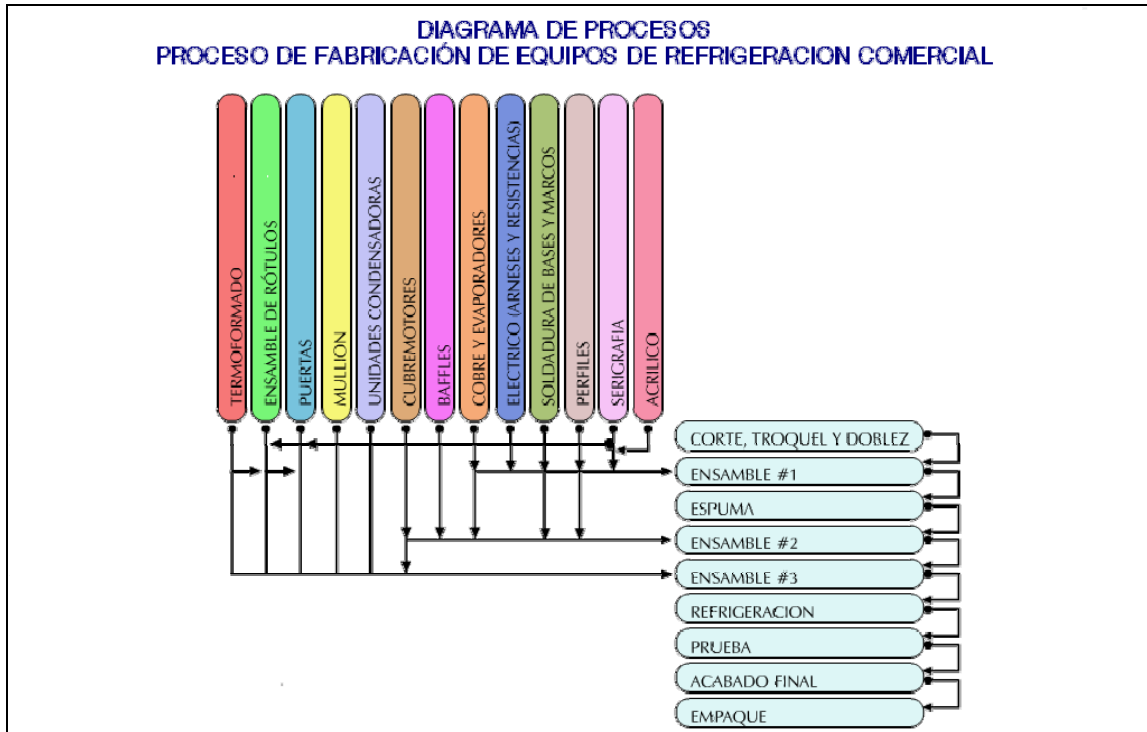 DIAGRAMA DE PROCESOS
PROCESO DE FABRICACIÓN DE EQUIPOS DE REFRIGERACION COMERCIAL
TERMOFORMADO
ENSAMBLE DE RÓTULOS
PUERTAS
MULLION
UNIDADES CONDENSADORAS
CUBREMOTORES
BAFFLES
COBRE Y EVAPORADORES
ELECTRICO (ARNESES Y RESISTENCIAS)
SOLDADURA DE BASES Y MARCOS
PERFILES
SERIGRAFIA
ACRILICO
CORTE, TROQUEL Y DOBLEZ
ENSAMBLE #1
ESPUMA
ENSAMBLE #2
ENSAMBLE #3
REFRIGERACION
PRUEBA
ACABADO FINAL
EMPAQUE